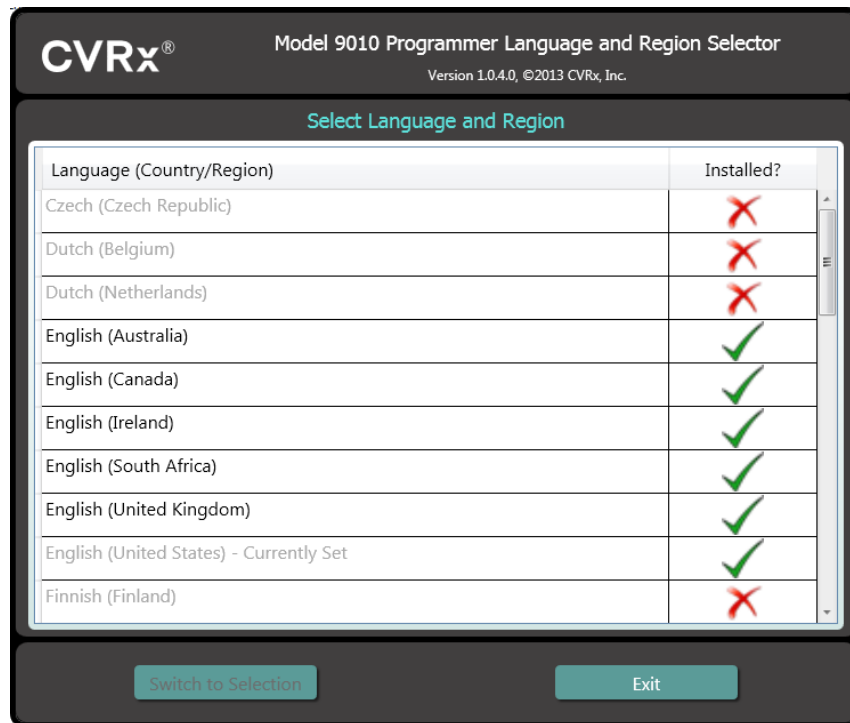 CVRx®
Model 9010 Programmer Language and Region Selector
Version 1.0.4.0, ©2013 CVRx, Inc.
Select Language and Region
Language (Country/Region) Installed?
Czech (Czech Republic)
Dutch (Belgium)
Dutch (Netherlands)
English (Australia)
English (Canada)
English (Ireland)
English (South Africa)
English (United Kingdom)
English (United States) - Currently Set
Finnish (Finland)
Switch to Selection Exit